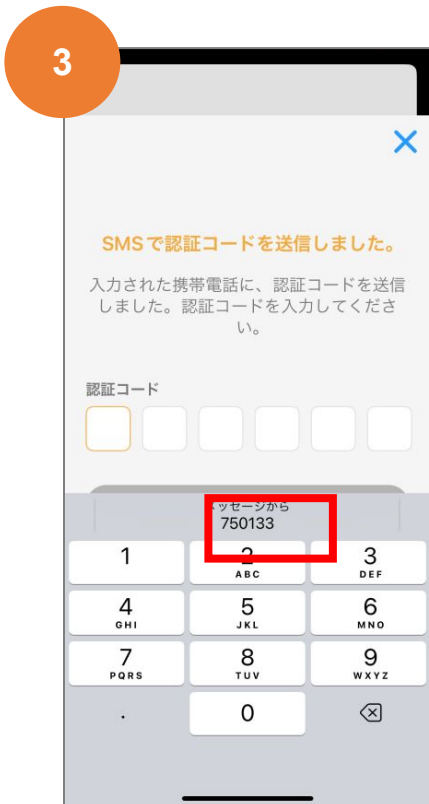 3
SMSで認証コードを送信しました。
入力された携帯電話に、認証コードを送信
しました。認証コードを入力してくださ
い。
認証コード
メッセージから
750133
1
2
ABC
3
DEF
4
GHI
5
JKL
6
MNO
7
PQRS
8
TUV
9
WXYZ
.
0